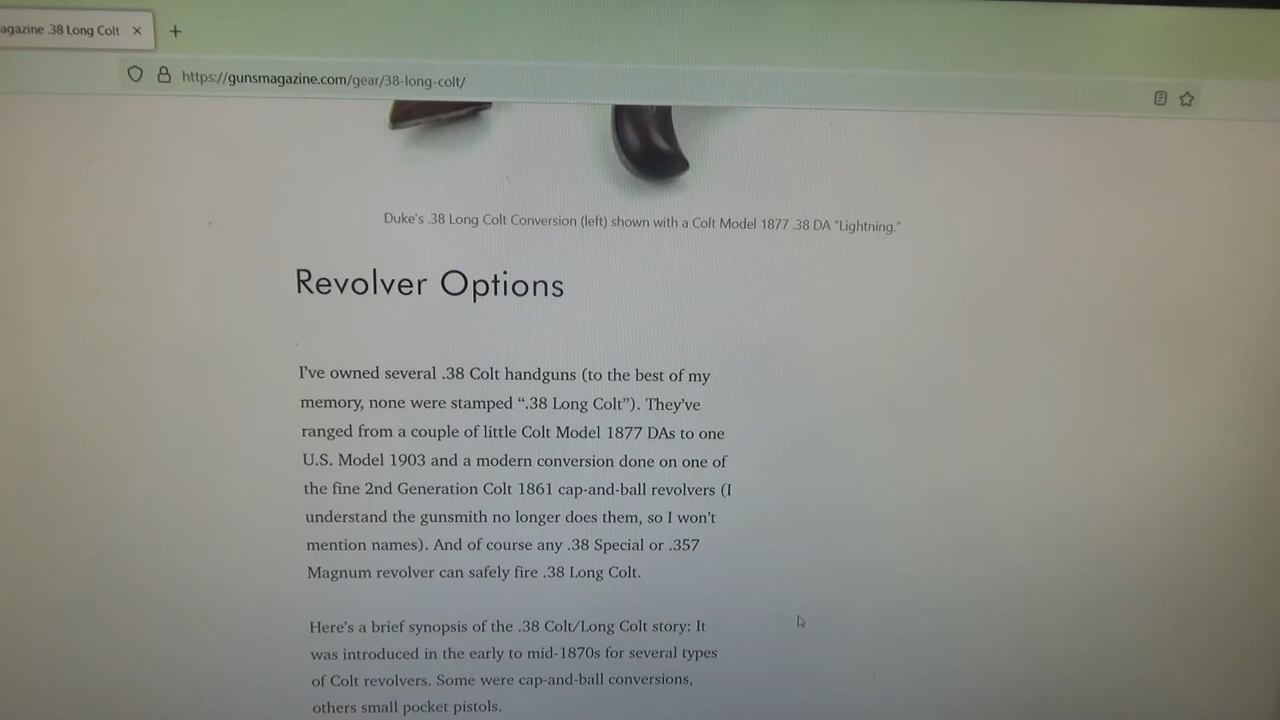 agazine .38 Long Colt
https://gunsmagazine.com/gear/38-long-colt/
Duke's .38 Long Colt Conversion (left) shown with a Colt Model 1877 .38 DA “Lightning.”
Revolver Options
I've owned several .38 Colt handguns (to the best of my
memory, none were stamped “.38 Long Colt”). They've
ranged from a couple of little Colt Model 1877 DAs to one
U.S. Model 1903 and a modern conversion done on one of
the fine 2nd Generation Colt 1861 cap-and-ball revolvers (I
understand the gunsmith no longer does them, so I won't
mention names). And of course any .38 Special or .357
Magnum revolver can safely fire .38 Long Colt.
Here's a brief synopsis of the .38 Colt/Long Colt story: It
was introduced in the early to mid-1870s for several types
of Colt revolvers. Some were cap-and-ball conversions,
others small pocket pistols.